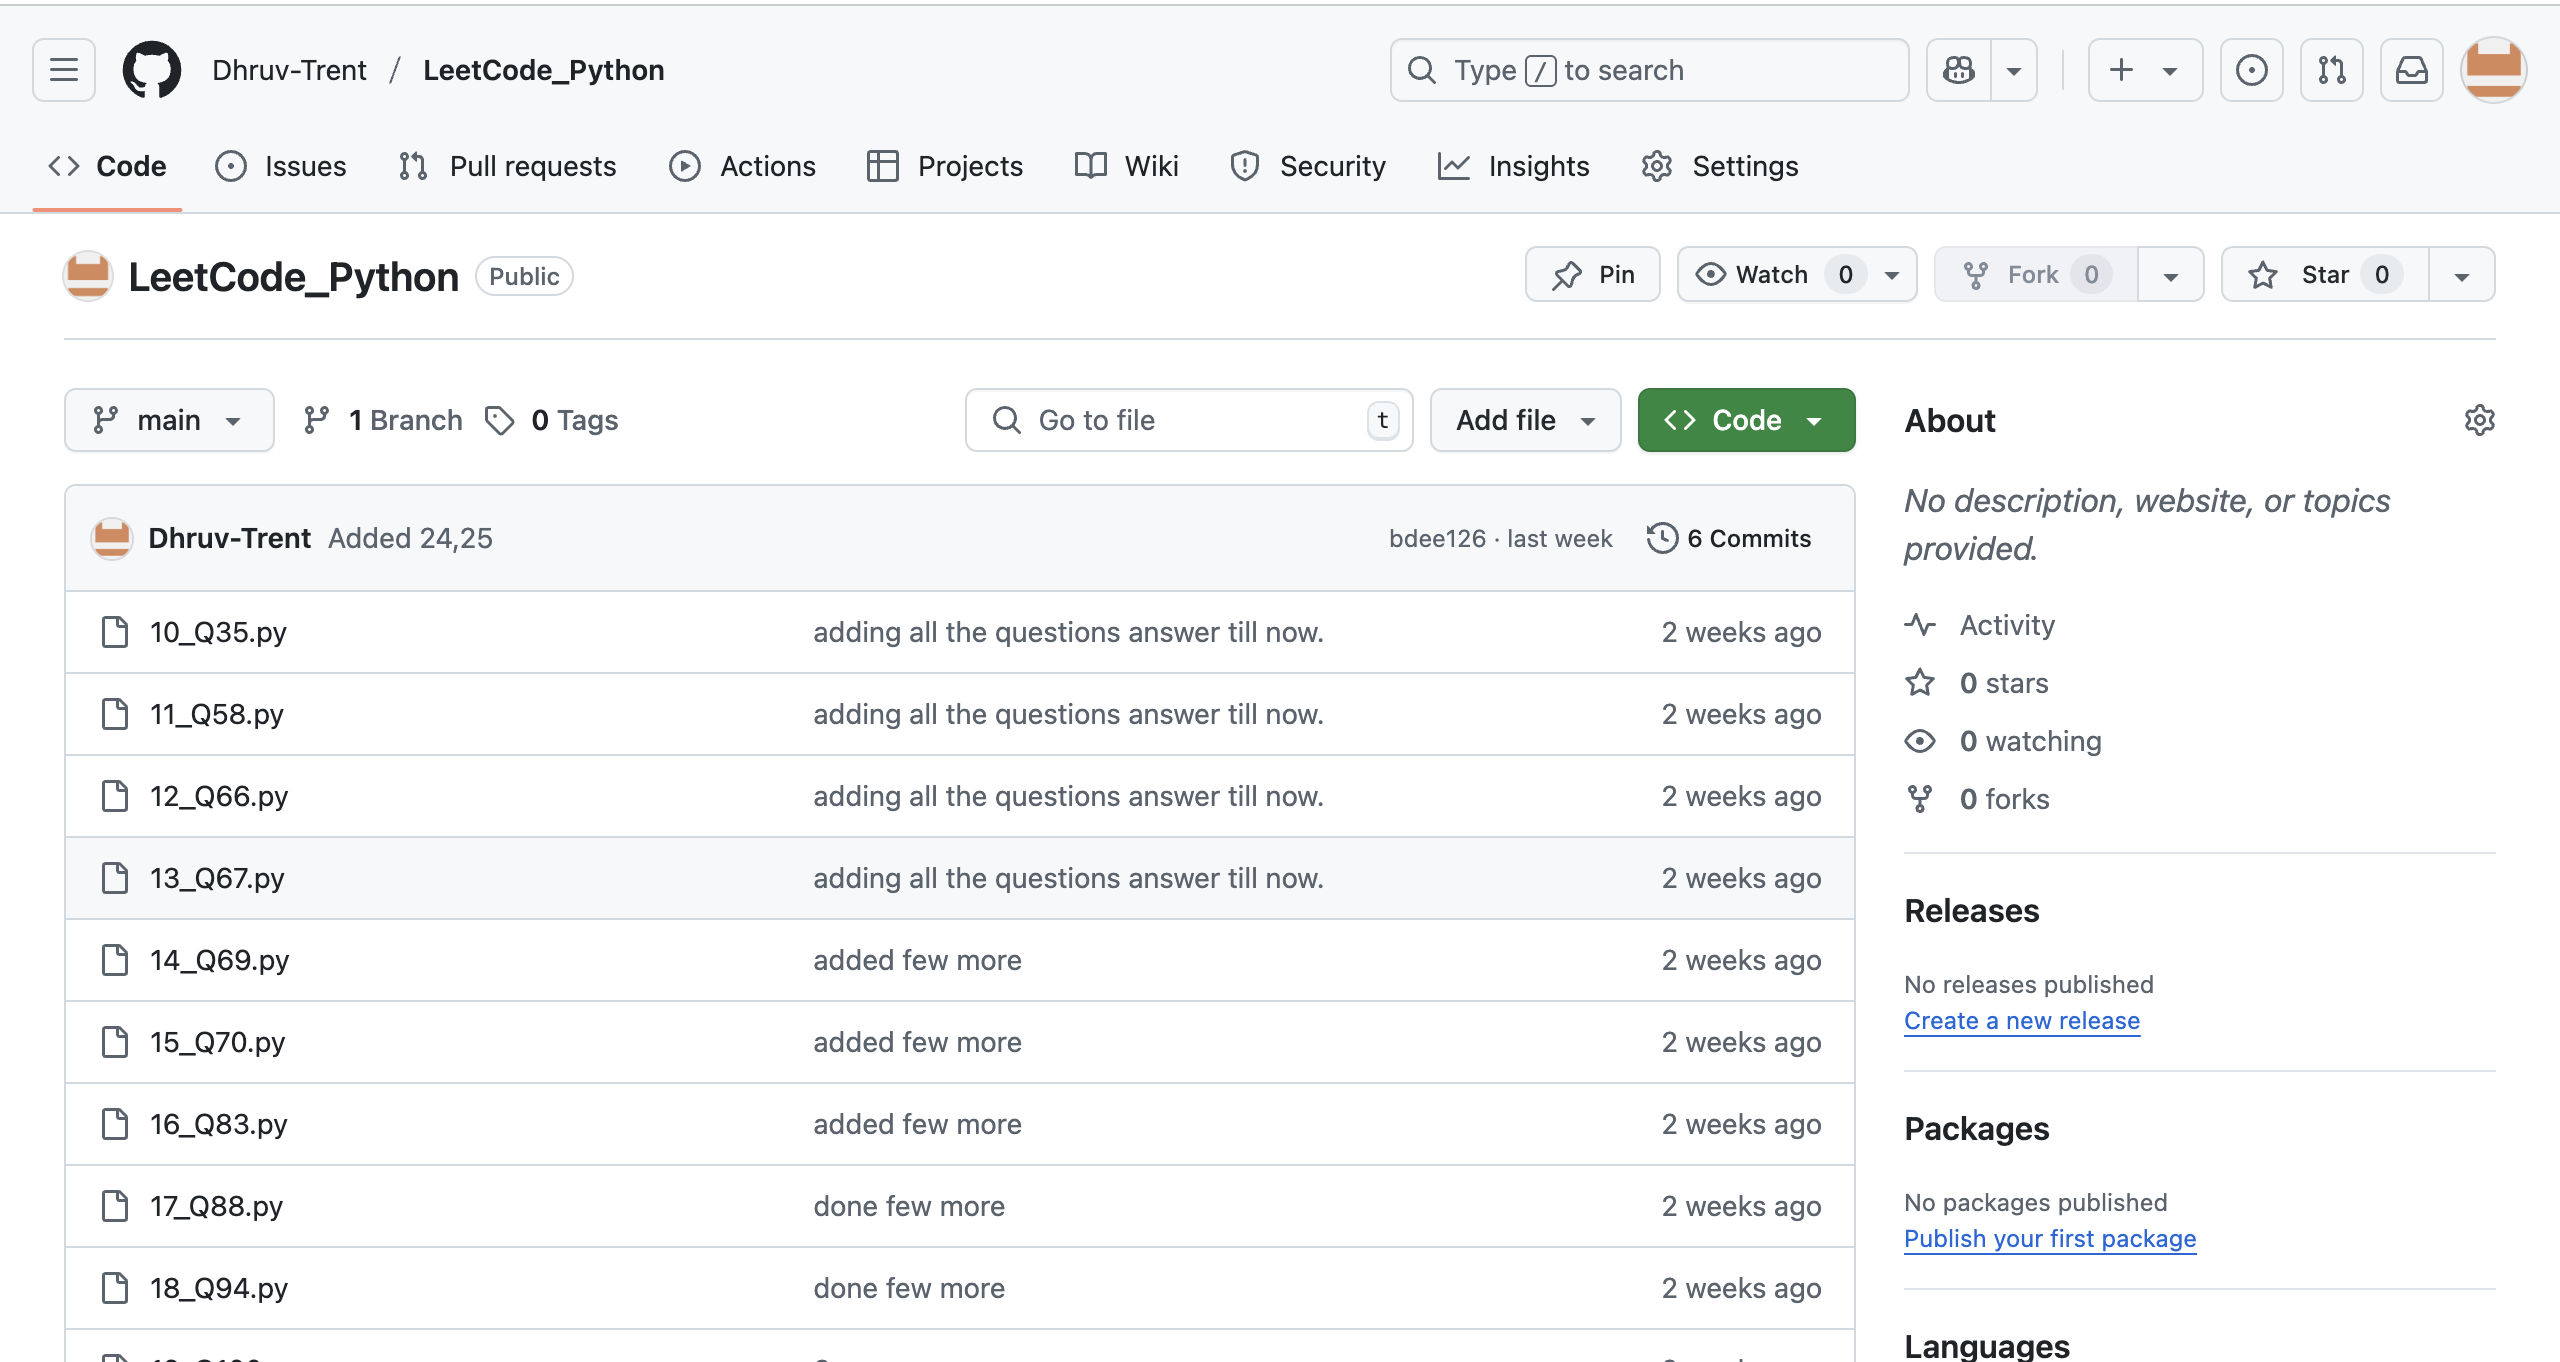 Dhruv-Trent / LeetCode_Python
Type / to search
Code Issues Pull requests Actions Projects Wiki Security Insights Settings
LeetCode_Python Public
Pin Watch 0 Fork 0 Star 0
main 1 Branch 0 Tags Go to file t Add file Code
Dhruv-Trent Added 24,25 bdee126 · last week 6 Commits
10_Q35.py adding all the questions answer till now. 2 weeks ago
11_Q58.py adding all the questions answer till now. 2 weeks ago
12_Q66.py adding all the questions answer till now. 2 weeks ago
13_Q67.py adding all the questions answer till now. 2 weeks ago
14_Q69.py added few more 2 weeks ago
15_Q70.py added few more 2 weeks ago
16_Q83.py added few more 2 weeks ago
17_Q88.py done few more 2 weeks ago
18_Q94.py done few more 2 weeks ago
About
No description, website, or topics
provided.
Activity
0 stars
0 watching
0 forks
Releases
No releases published
Create a new release
Packages
No packages published
Publish your first package
Languages